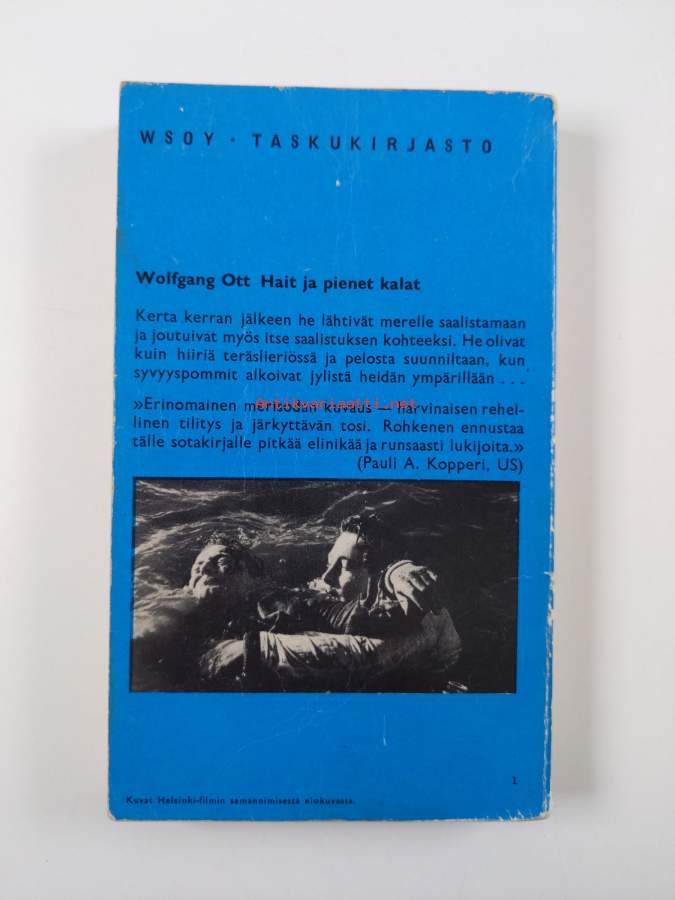 WSOY · TASKUKIRJASTO
Wolfgang Ott Hait ja pienet kalat
Kerta kerran jälkeen he lähtivät merelle saalistamaan
ja joutuivat myös itse saalistuksen kohteeksi. He olivat
kuin hiiriä teräslieriössä ja pelosta suunniltaan, kun
syvyyspommit alkoivat jylistä heidän ympärillään . . .
Antikvariaatti.net
»Erinomainen merisodan kuvaus — harvinaisen rehel-
linen tilitys ja järkyttävän tosi. Rohkenen ennustaa
tälle sotakirjalle pitkää elinikää ja runsaasti lukijoita.»
(Pauli A. Kopperi, US)
1
Kuvat Helsinki-filmin samannimisestä elokuvasta.